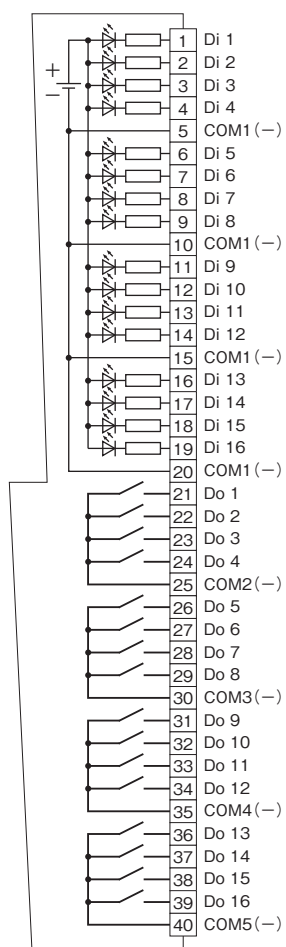 1 Di 1
+
2 Di 2
−
3 Di 3
4 Di 4
5 COM1(−)
6 Di 5
7 Di 6
8 Di 7
9 Di 8
10 COM1(−)
11 Di 9
12 Di 10
13 Di 11
14 Di 12
15 COM1(−)
16 Di 13
17 Di 14
18 Di 15
19 Di 16
20 COM1(−)
21 Do 1
22 Do 2
23 Do 3
24 Do 4
25 COM2(−)
26 Do 5
27 Do 6
28 Do 7
29 Do 8
30 COM3(−)
31 Do 9
32 Do 10
33 Do 11
34 Do 12
35 COM4(−)
36 Do 13
37 Do 14
38 Do 15
39 Do 16
40 COM5(−)